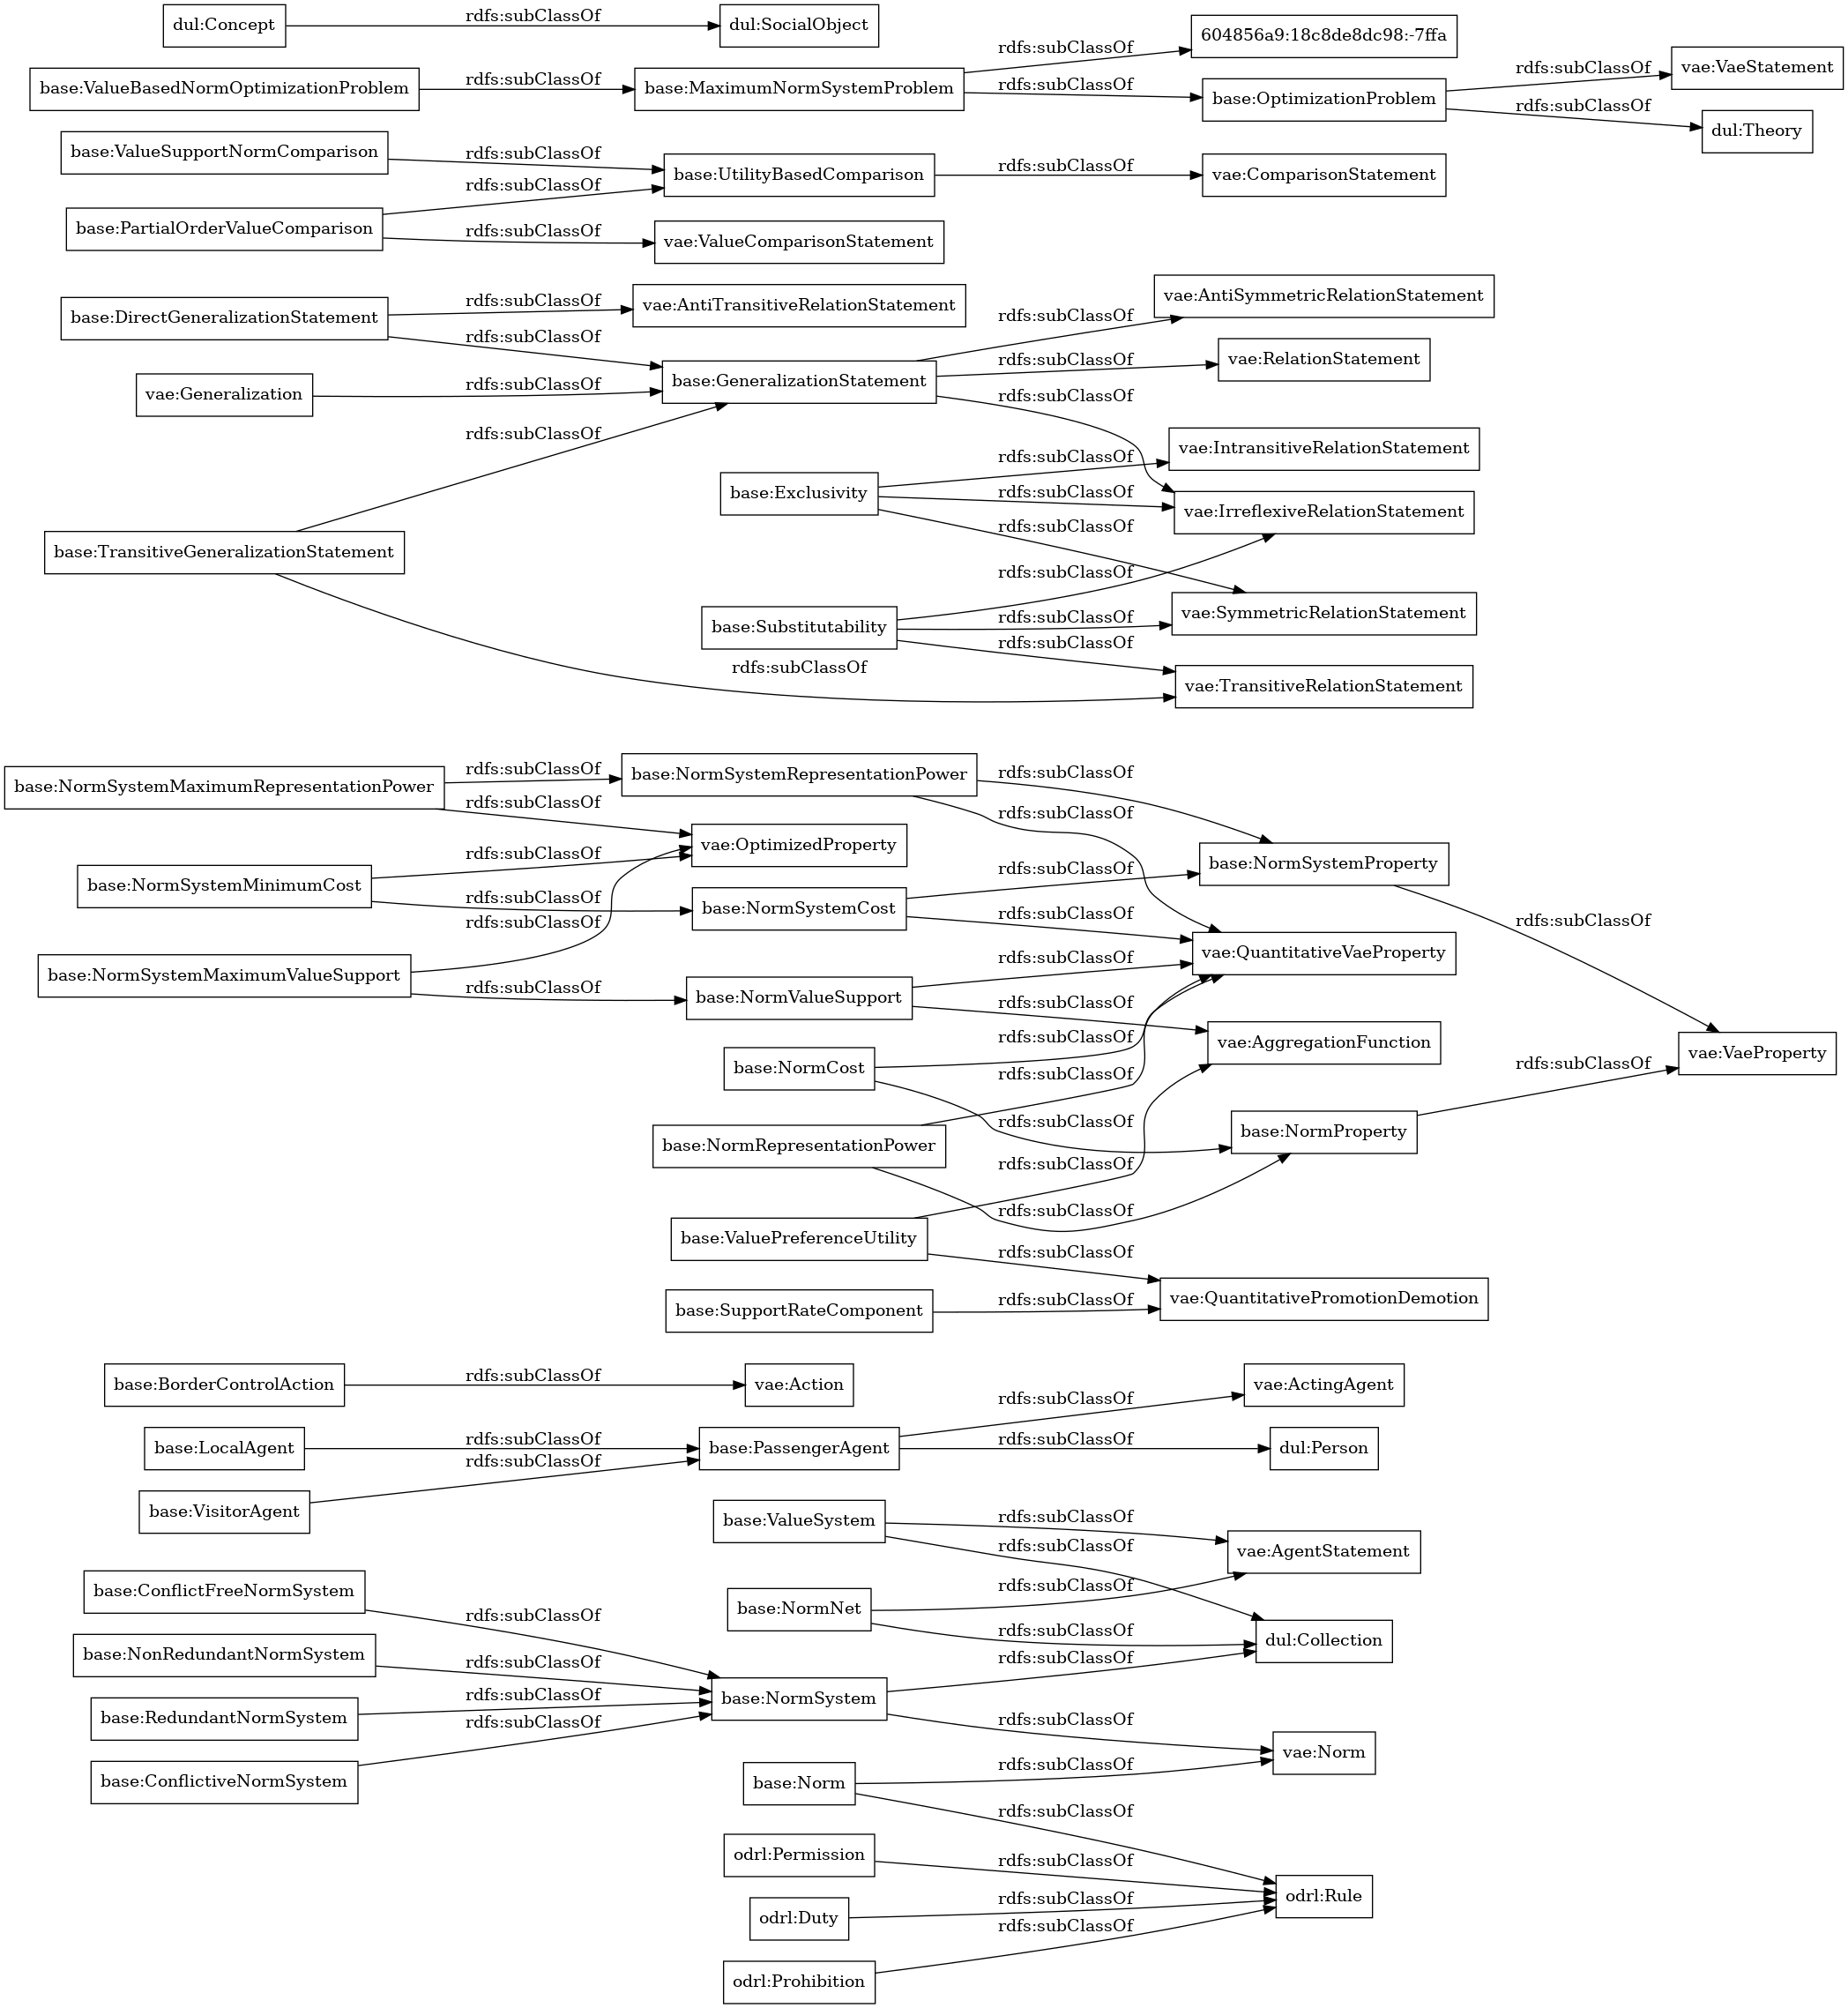 dul:Concept
rdfs:subClassOf
dul:SocialObject
base:ValueBasedNormOptimizationProblem
rdfs:subClassOf
base:MaximumNormSystemProblem
rdfs:subClassOf
604856a9:18c8de8dc98:-7ffa
rdfs:subClassOf
base:OptimizationProblem
rdfs:subClassOf
vae:VaeStatement
rdfs:subClassOf
dul:Theory
base:ValueSupportNormComparison
rdfs:subClassOf
base:UtilityBasedComparison
rdfs:subClassOf
vae:ComparisonStatement
base:PartialOrderValueComparison
rdfs:subClassOf
rdfs:subClassOf
vae:ValueComparisonStatement
base:DirectGeneralizationStatement
rdfs:subClassOf
vae:AntiTransitiveRelationStatement
rdfs:subClassOf
vae:Generalization
rdfs:subClassOf
base:GeneralizationStatement
rdfs:subClassOf
vae:AntiSymmetricRelationStatement
rdfs:subClassOf
vae:RelationStatement
rdfs:subClassOf
base:TransitiveGeneralizationStatement
rdfs:subClassOf
rdfs:subClassOf
base:Exclusivity
rdfs:subClassOf
vae:IntransitiveRelationStatement
rdfs:subClassOf
vae:IrreflexiveRelationStatement
rdfs:subClassOf
base:Substitutability
rdfs:subClassOf
rdfs:subClassOf
vae:SymmetricRelationStatement
rdfs:subClassOf
vae:TransitiveRelationStatement
base:NormSystemMaximumRepresentationPower
rdfs:subClassOf
base:NormSystemRepresentationPower
rdfs:subClassOf
rdfs:subClassOf
rdfs:subClassOf
vae:OptimizedProperty
base:NormSystemMinimumCost
rdfs:subClassOf
rdfs:subClassOf
base:NormSystemCost
rdfs:subClassOf
base:NormSystemProperty
rdfs:subClassOf
rdfs:subClassOf
base:NormSystemMaximumValueSupport
rdfs:subClassOf
rdfs:subClassOf
base:NormValueSupport
rdfs:subClassOf
vae:QuantitativeVaeProperty
rdfs:subClassOf
vae:AggregationFunction
base:NormCost
rdfs:subClassOf
rdfs:subClassOf
vae:VaeProperty
base:NormRepresentationPower
rdfs:subClassOf
rdfs:subClassOf
base:NormProperty
rdfs:subClassOf
base:ValuePreferenceUtility
rdfs:subClassOf
rdfs:subClassOf
base:SupportRateComponent
rdfs:subClassOf
vae:QuantitativePromotionDemotion
base:BorderControlAction
rdfs:subClassOf
vae:Action
base:LocalAgent
rdfs:subClassOf
base:PassengerAgent
rdfs:subClassOf
vae:ActingAgent
rdfs:subClassOf
dul:Person
base:VisitorAgent
rdfs:subClassOf
base:ValueSystem
rdfs:subClassOf
vae:AgentStatement
rdfs:subClassOf
base:NormNet
rdfs:subClassOf
rdfs:subClassOf
dul:Collection
base:ConflictFreeNormSystem
rdfs:subClassOf
base:NonRedundantNormSystem
rdfs:subClassOf
base:RedundantNormSystem
rdfs:subClassOf
base:NormSystem
rdfs:subClassOf
rdfs:subClassOf
vae:Norm
base:ConflictiveNormSystem
rdfs:subClassOf
base:Norm
rdfs:subClassOf
rdfs:subClassOf
odrl:Permission
rdfs:subClassOf
odrl:Rule
odrl:Duty
rdfs:subClassOf
odrl:Prohibition
rdfs:subClassOf